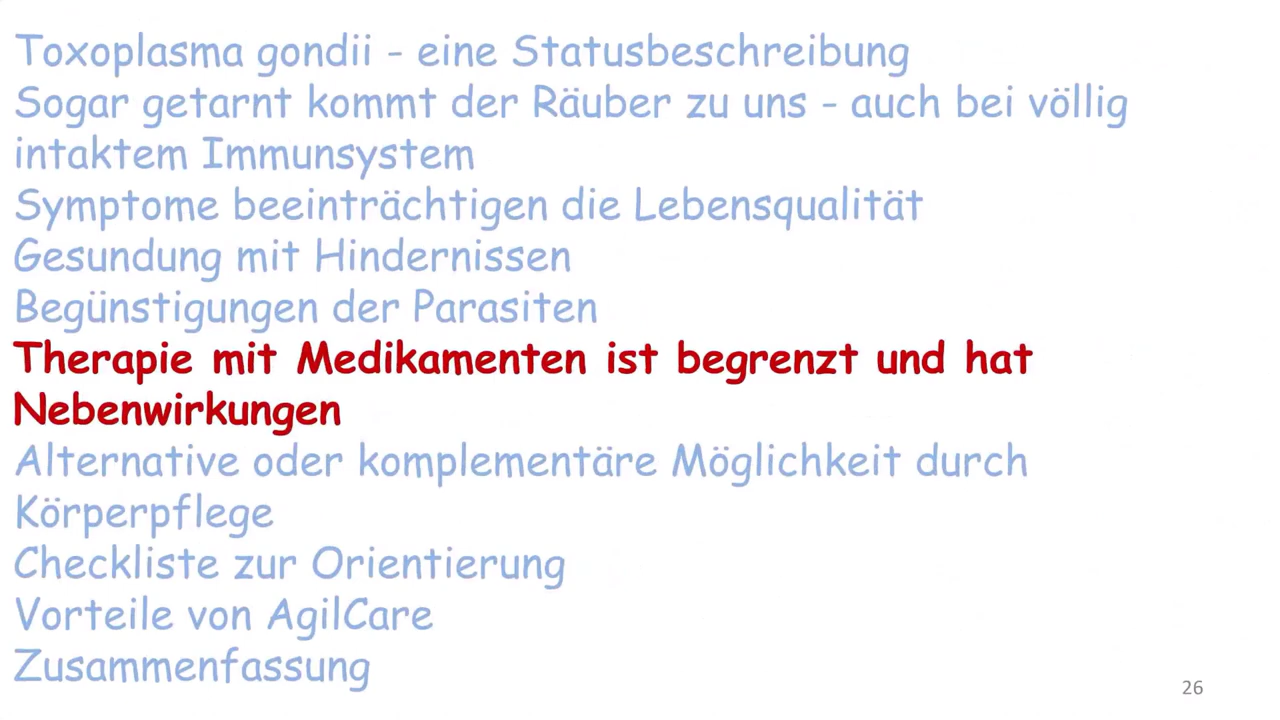 Toxoplasma gondii - eine Statusbeschreibung
Sogar getarnt kommt der Räuber zu uns - auch bei völlig
intaktem Immunsystem
Symptome beeinträchtigen die Lebensqualität
Gesundung mit Hindernissen
Begünstigungen der Parasiten
Therapie mit Medikamenten ist begrenzt und hat
Nebenwirkungen
Alternative oder komplementäre Möglichkeit durch
Körperpflege
Checkliste zur Orientierung
Vorteile von AgilCare
Zusammenfassung
26